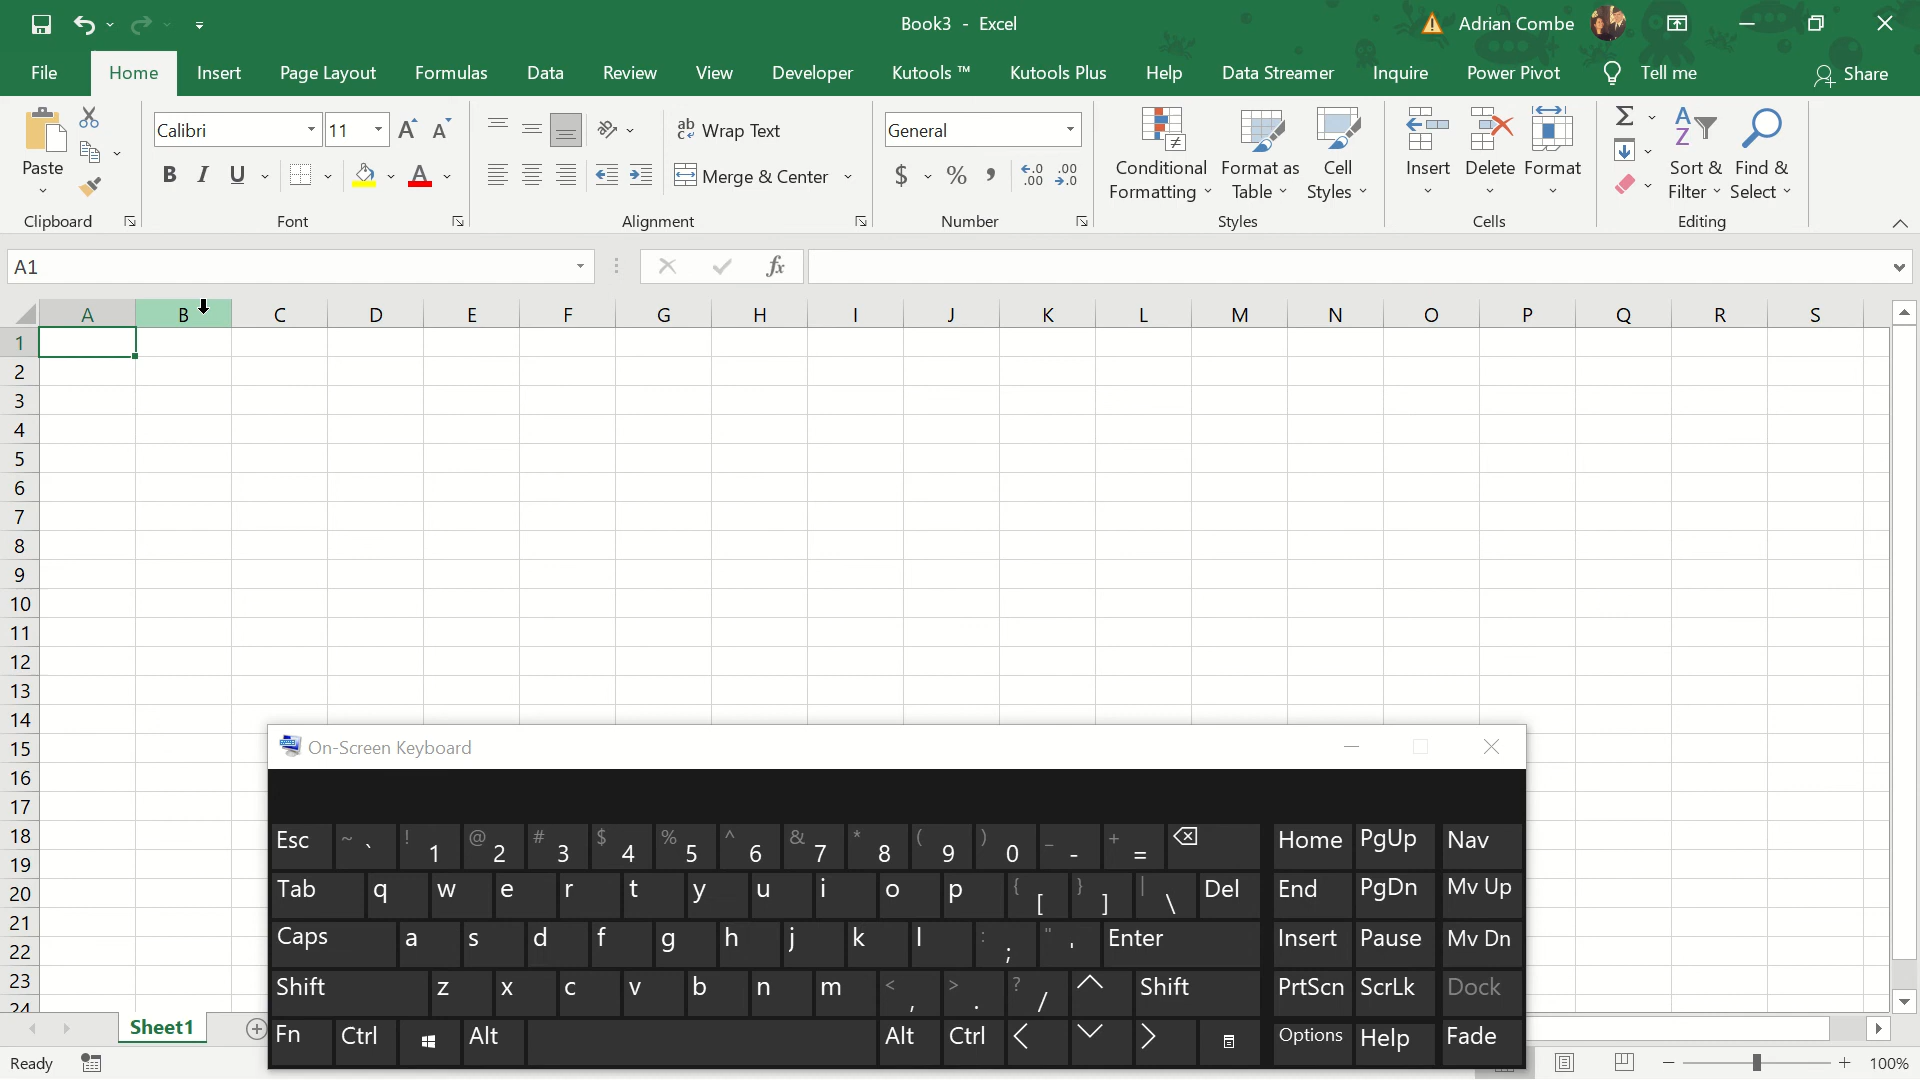 Book3 - Excel
Adrian Combe
File Home Insert Page Layout Formulas Data Review View Developer Kutools ™ Kutools Plus Help Data Streamer Inquire Power Pivot Tell me Share
Calibri 11 ab Wrap Text General
Paste B I U A Merge & Center $ % , Conditional Formatting Format as Table Cell Styles Insert Delete Format Sort & Filter Find & Select
Clipboard Font Alignment Number Styles Cells Editing
A1 fx
A B C D E F G H I J K L M N O P Q R S
1
2
3
4
5
6
7
8
9
10
11
12
13
14
15
16
17
18
19
20
21
22
23
24
On-Screen Keyboard
Esc ~ ` ! 1 @ 2 # 3 $ 4 % 5 ^ 6 & 7 * 8 ( 9 ) 0 _ - + = Home PgUp Nav
Tab q w e r t y u i o p { [ } ] | \ Del End PgDn Mv Up
Caps a s d f g h j k l : ; " ' Enter Insert Pause Mv Dn
Shift z x c v b n m < , > . ? / Shift PrtScn ScrLk Dock
Fn Ctrl Alt Alt Ctrl Options Help Fade
Sheet1
Ready 100%